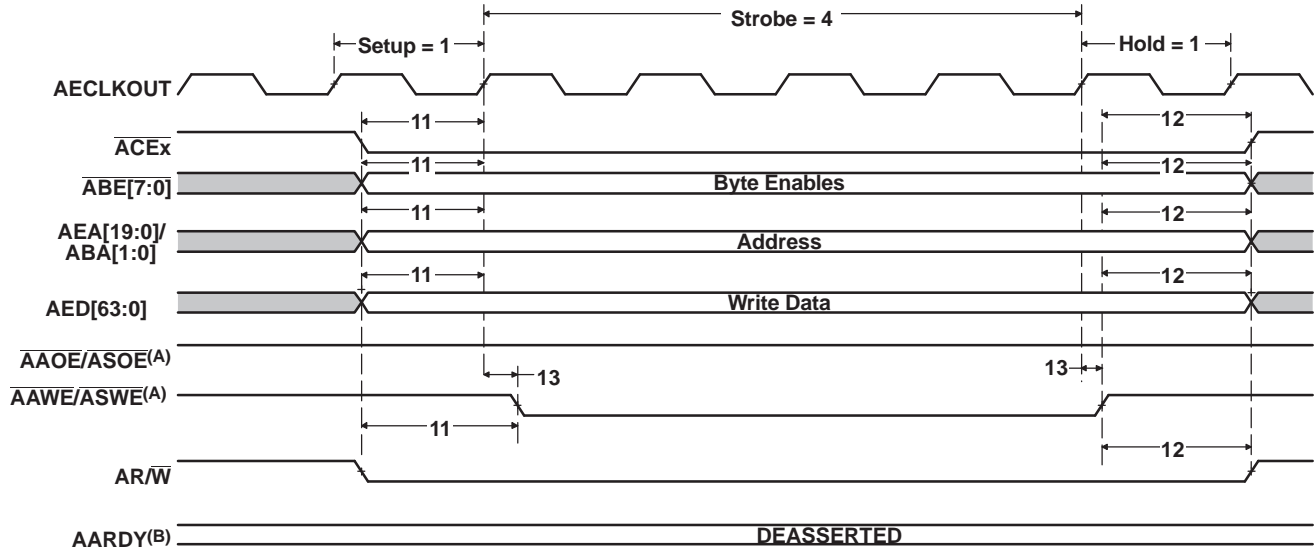 Strobe = 4
Setup = 1
Hold = 1
AECLKOUT
11
12
ACEx
11
12
ABE[7:0]
Byte Enables
11
12
AEA[19:0]/
ABA[1:0]
Address
11
12
AED[63:0]
Write Data
AAOE/ASOE(A)
13
13
AAWE/ASWE(A)
11
12
AR/W
AARDY(B)
DEASSERTED